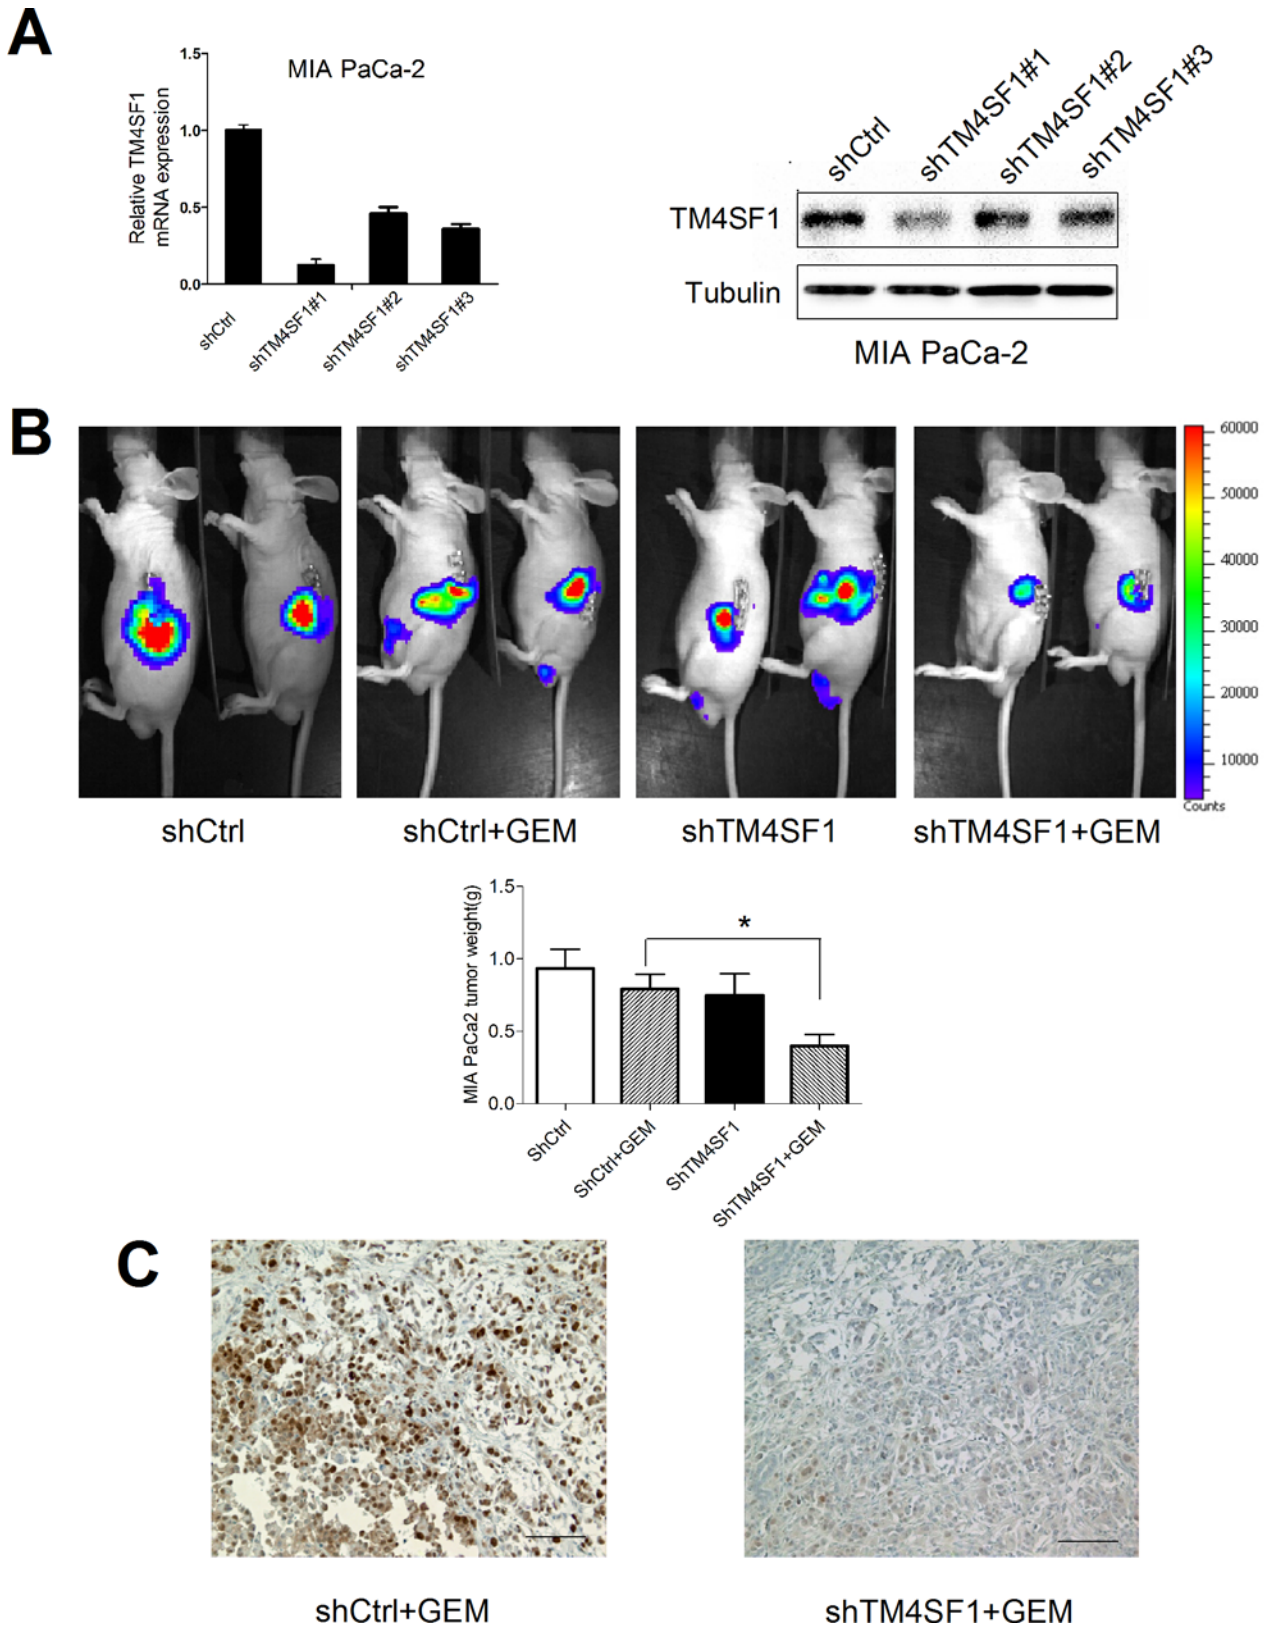 A
MIA PaCa-2
Relative TM4SF1
mRNA expression
1.5
1.0
0.5
0.0
shCtrl
shTM4SF1#1
shTM4SF1#2
shTM4SF1#3
shCtrl
shTM4SF1#1
shTM4SF1#2
shTM4SF1#3
TM4SF1
Tubulin
MIA PaCa-2
B
60000
50000
40000
30000
20000
10000
Counts
shCtrl
shCtrl+GEM
shTM4SF1
shTM4SF1+GEM
MIA PaCa2 tumor weight(g)
1.5
1.0
0.5
0.0
*
ShCtrl
ShCtrl+GEM
ShTM4SF1
ShTM4SF1+GEM
C
shCtrl+GEM
shTM4SF1+GEM